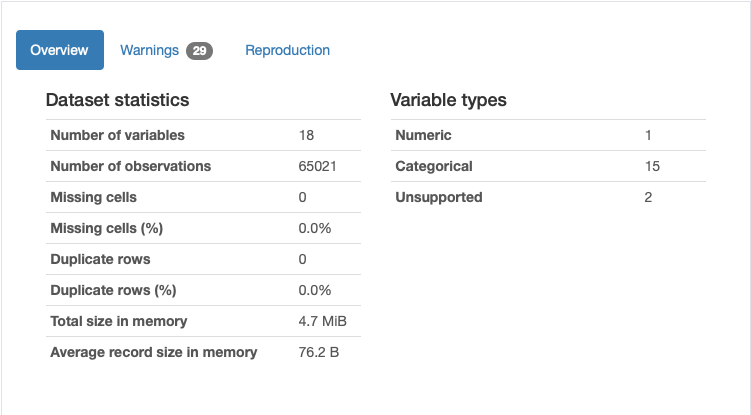 Overview Warnings 29 Reproduction
Dataset statistics
Number of variables 18
Number of observations 65021
Missing cells 0
Missing cells (%) 0.0%
Duplicate rows 0
Duplicate rows (%) 0.0%
Total size in memory 4.7 MiB
Average record size in memory 76.2 B
Variable types
Numeric 1
Categorical 15
Unsupported 2